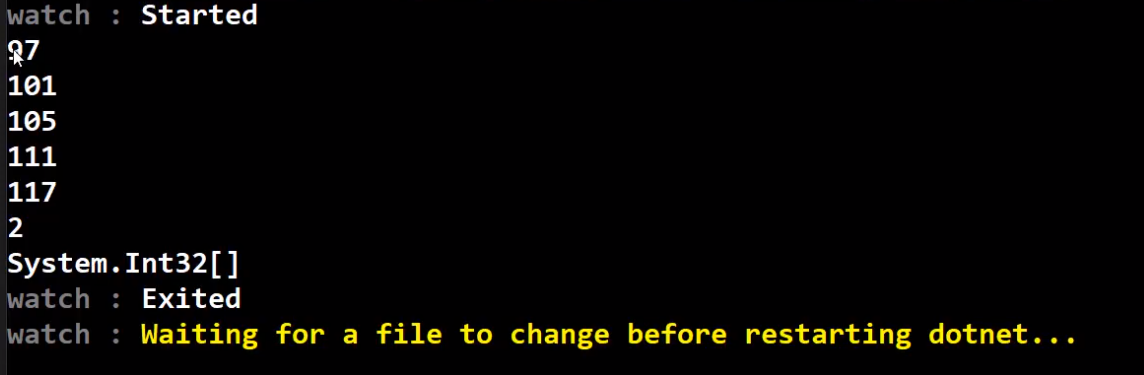 watch : Started
97
101
105
111
117
2
System.Int32[]
watch : Exited
watch : Waiting for a file to change before restarting dotnet...